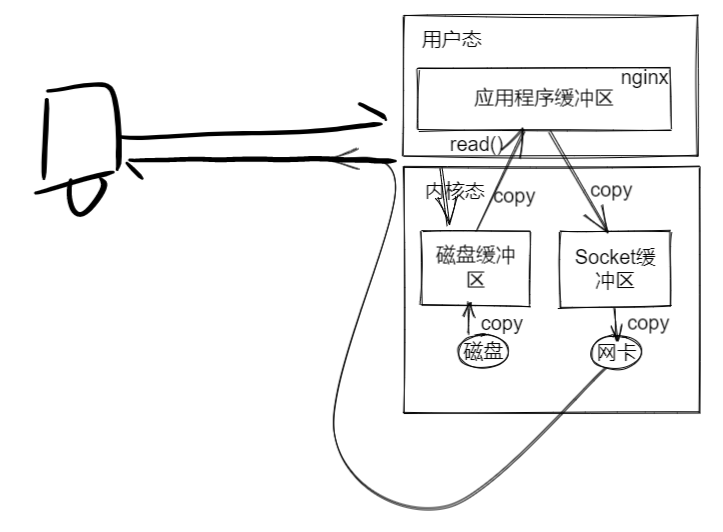 用户态
nginx
应用程序缓冲区
read()
内核态
copy
copy
磁盘缓冲
区
Socket缓
冲区
copy
copy
磁盘
网卡